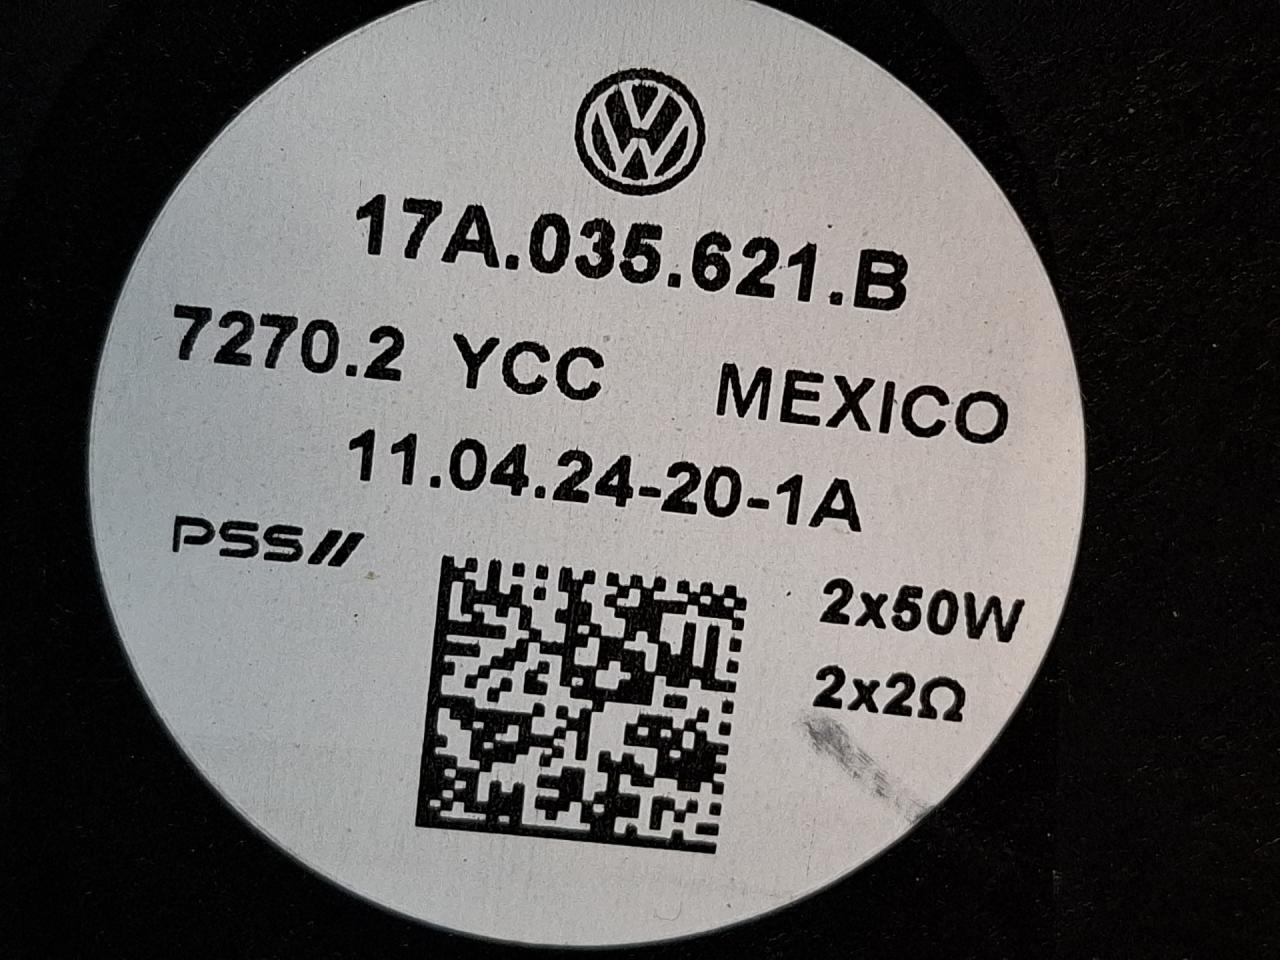 17A.035.621.B
7270.2 YCC MEXICO
11.04.24-20-1A
PSS//
2x50W
2x2Ω